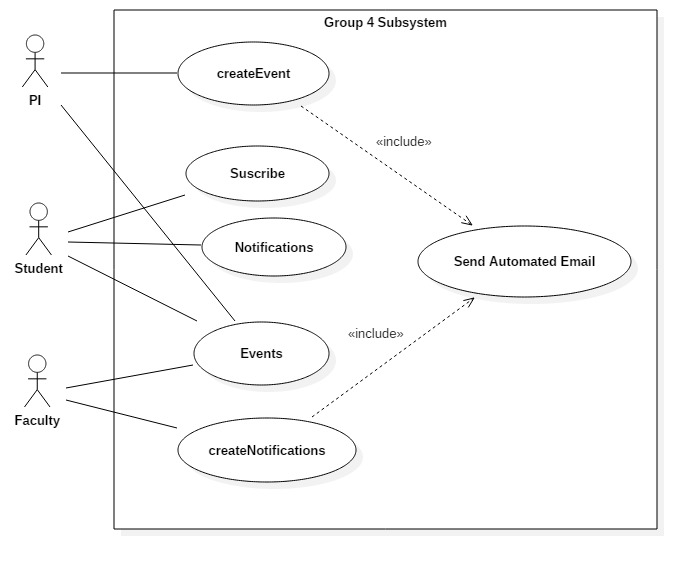 Group 4 Subsystem
PI
createEvent
«include»
Suscribe
Student
Notifications
Send Automated Email
«include»
Events
Faculty
createNotifications